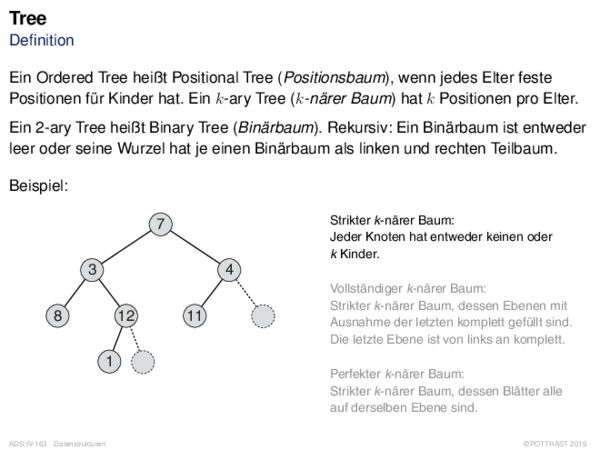 Tree
Definition
Ein Ordered Tree heißt Positional Tree (Positionsbaum), wenn jedes Elter feste
Positionen für Kinder hat. Ein k-ary Tree (k-närer Baum) hat k Positionen pro Elter.
Ein 2-ary Tree heißt Binary Tree (Binärbaum). Rekursiv: Ein Binärbaum ist entweder
leer oder seine Wurzel hat je einen Binärbaum als linken und rechten Teilbaum.
Beispiel:
7
3 4
8 12 11
1
Strikter k-närer Baum:
Jeder Knoten hat entweder keinen oder
k Kinder.
Vollständiger k-närer Baum:
Strikter k-närer Baum, dessen Ebenen mit
Ausnahme der letzten komplett gefüllt sind.
Die letzte Ebene ist von links an komplett.
Perfekter k-närer Baum:
Strikter k-närer Baum, dessen Blätter alle
auf derselben Ebene sind.
ADS:IV-163 Datenstrukturen
© POTTHAST 2019